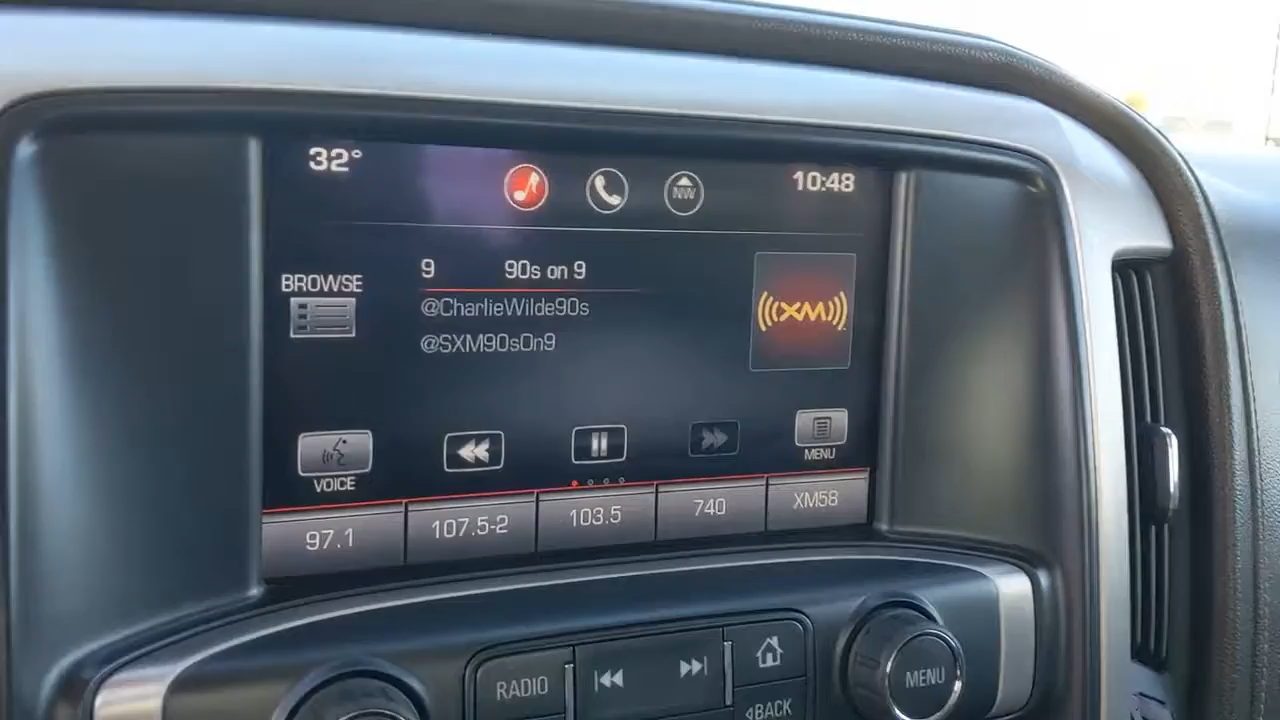 32°
NW
10:48
9 90s on 9
BROWSE
@CharlieWilde90s
@SXM90sOn9
((XM))
VOICE
MENU
97.1
107.5-2
103.5
740
XM58
RADIO
MENU
BACK